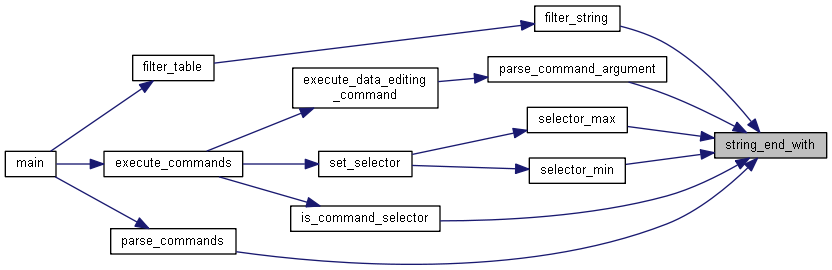 filter_string
filter_table
execute_data_editing
_command
parse_command_argument
selector_max
string_end_with
main
execute_commands
set_selector
selector_min
is_command_selector
parse_commands